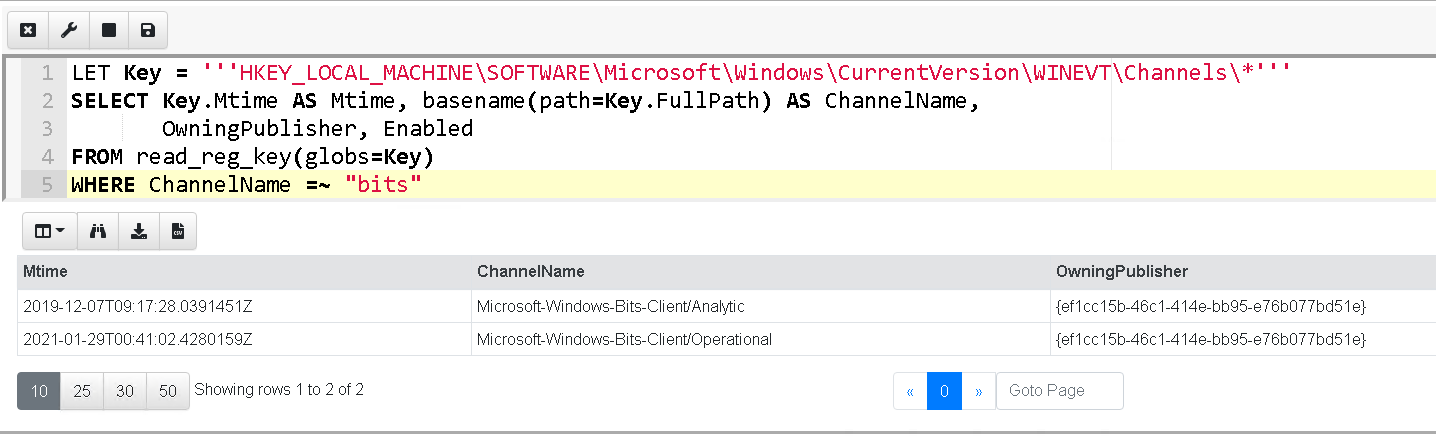 1 LET Key = '''HKEY_LOCAL_MACHINE\SOFTWARE\Microsoft\Windows\CurrentVersion\WINEVT\Channels\*'''
2 SELECT Key.Mtime AS Mtime, basename(path=Key.FullPath) AS ChannelName,
3 OwningPublisher, Enabled
4 FROM read_reg_key(globs=Key)
5 WHERE ChannelName =~ "bits"
CSV
Mtime ChannelName OwningPublisher
2019-12-07T09:17:28.0391451Z Microsoft-Windows-Bits-Client/Analytic {ef1cc15b-46c1-414e-bb95-e76b077bd51e}
2021-01-29T00:41:02.4280159Z Microsoft-Windows-Bits-Client/Operational {ef1cc15b-46c1-414e-bb95-e76b077bd51e}
10 25 30 50 Showing rows 1 to 2 of 2 « 0 » Goto Page